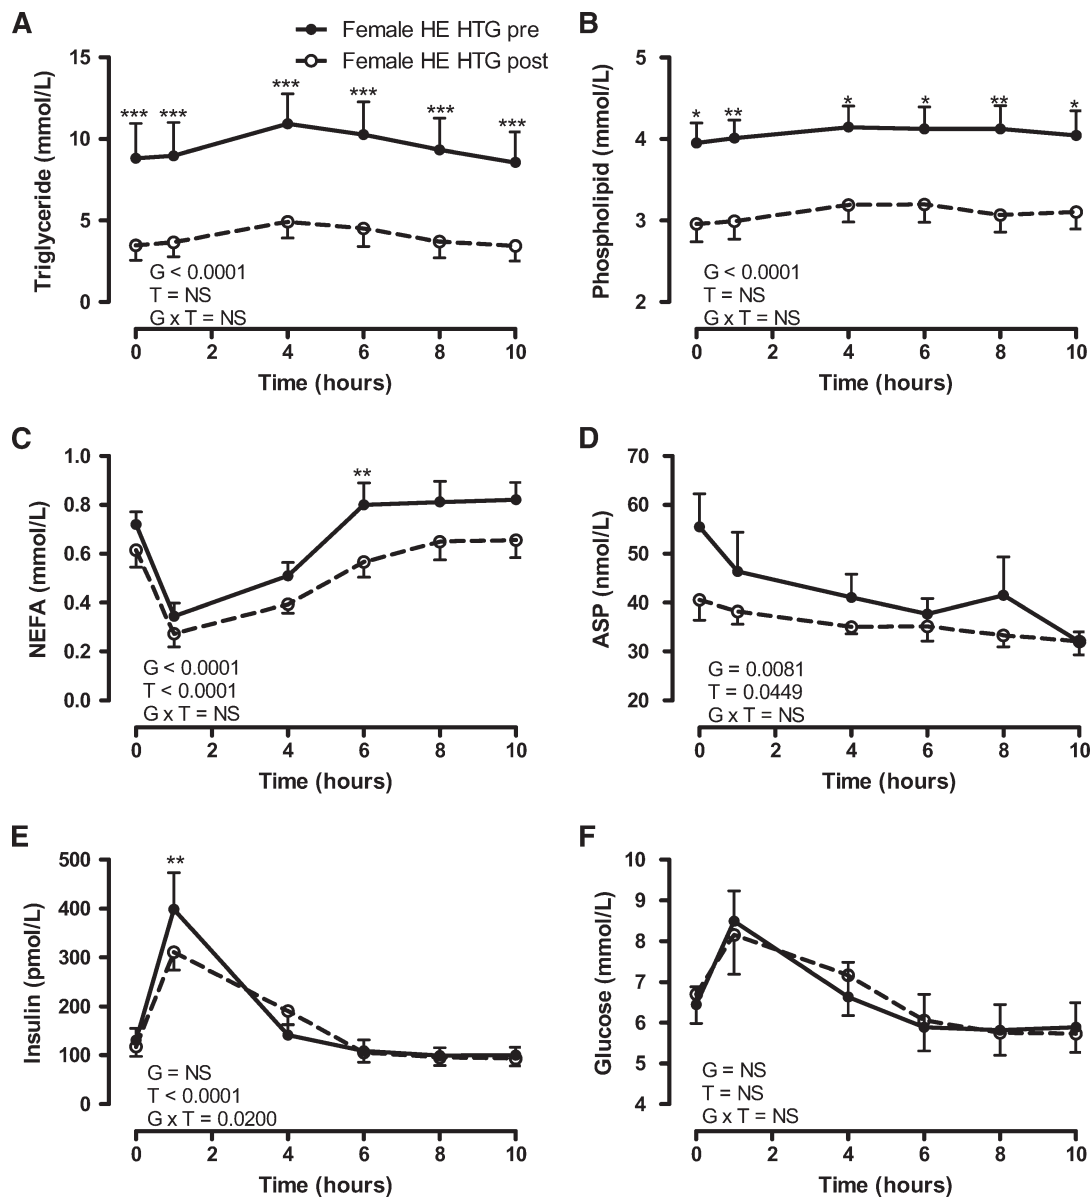 A
Female HE HTG pre
Female HE HTG post
Triglyceride (mmol/L)
15
10
5
0
*** *** *** *** *** ***
G < 0.0001
T = NS
G x T = NS
0 2 4 6 8 10
Time (hours)
B
Phospholipid (mmol/L)
5
4
3
2
* ** * * ** *
G < 0.0001
T = NS
G x T = NS
0 2 4 6 8 10
Time (hours)
C
NEFA (mmol/L)
1.0
0.8
0.6
0.4
0.2
0.0
**
G < 0.0001
T < 0.0001
G x T = NS
0 2 4 6 8 10
Time (hours)
D
ASP (nmol/L)
70
60
50
40
30
20
G = 0.0081
T = 0.0449
G x T = NS
0 2 4 6 8 10
Time (hours)
E
Insulin (pmol/L)
500
400
300
200
100
0
**
G = NS
T < 0.0001
G x T = 0.0200
0 2 4 6 8 10
Time (hours)
F
Glucose (mmol/L)
10
9
8
7
6
5
4
G = NS
T = NS
G x T = NS
0 2 4 6 8 10
Time (hours)